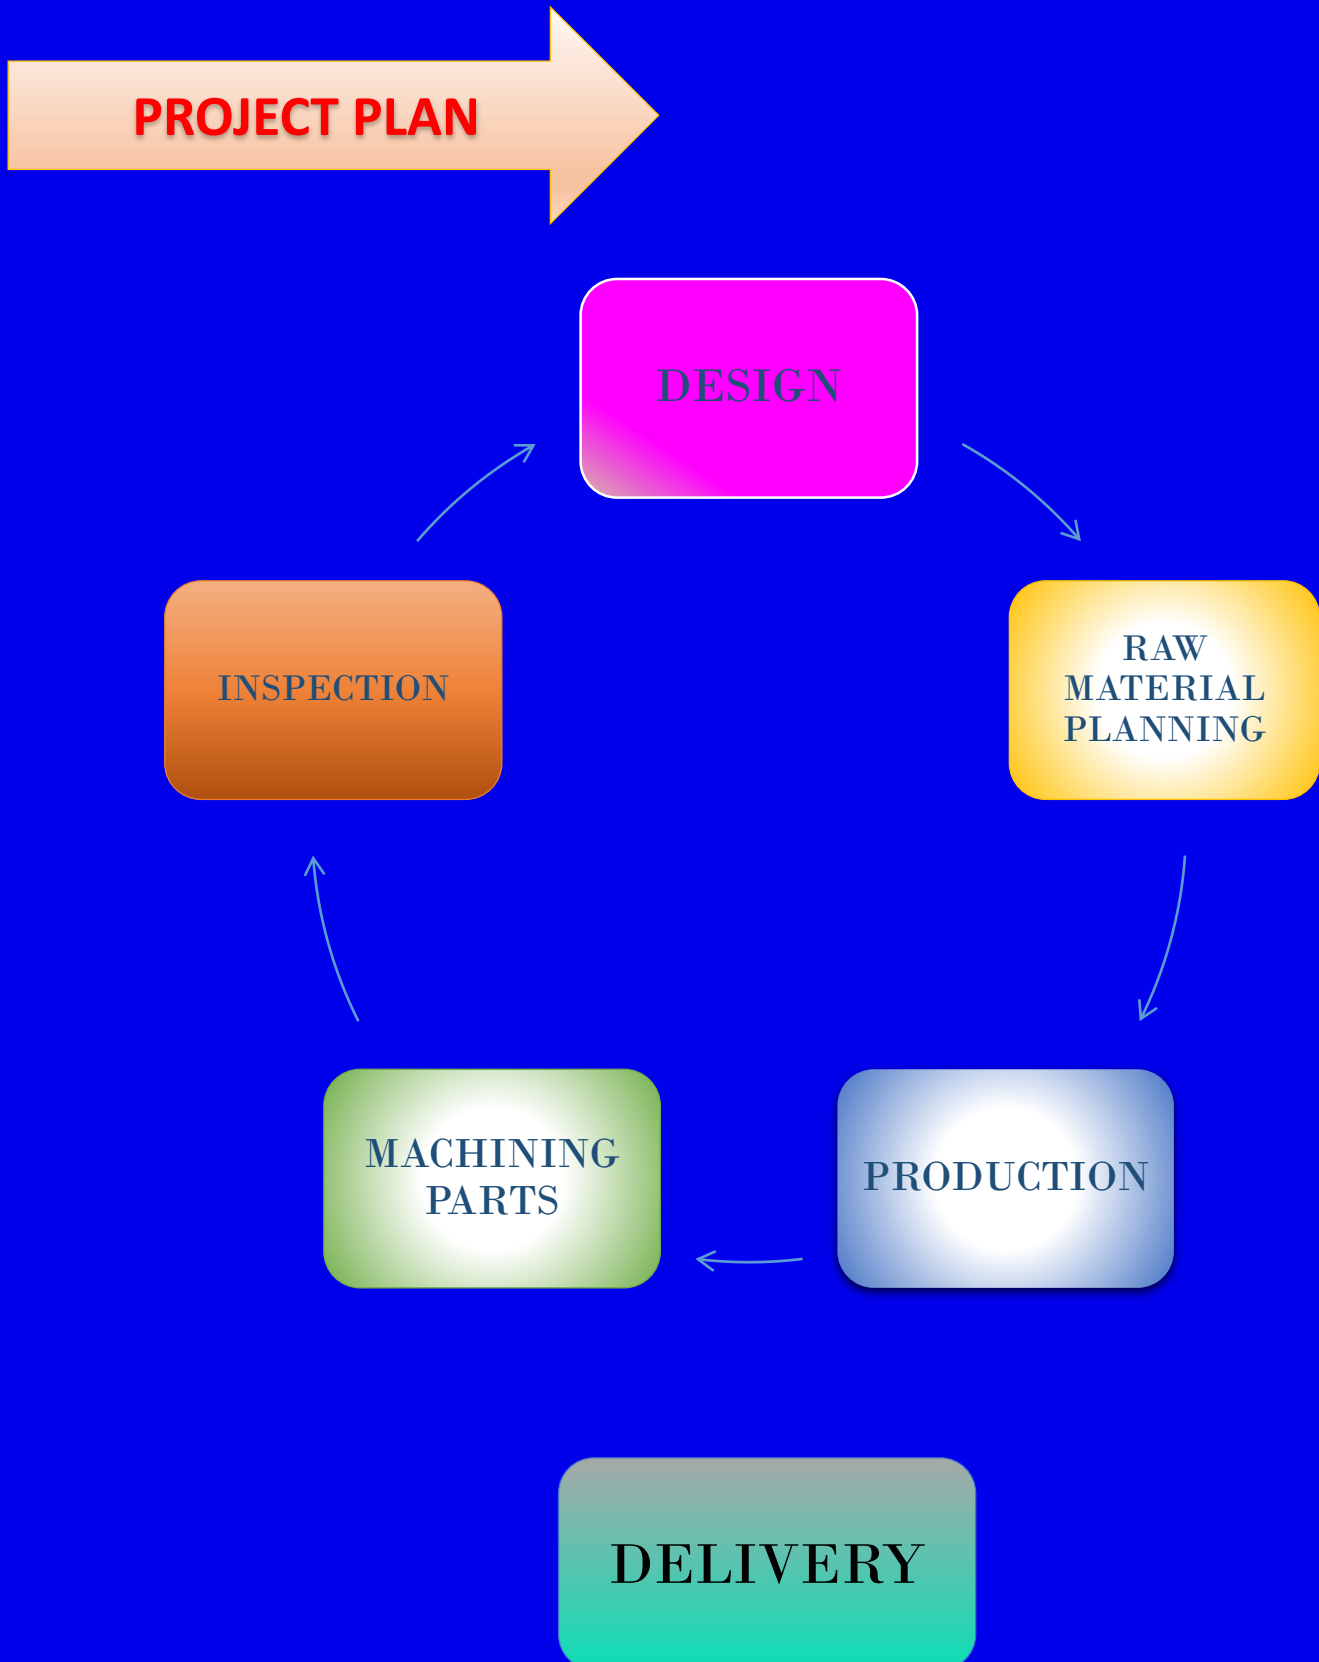 PROJECT PLAN
DESIGN
RAW
MATERIAL
PLANNING
PRODUCTION
MACHINING
PARTS
INSPECTION
DELIVERY